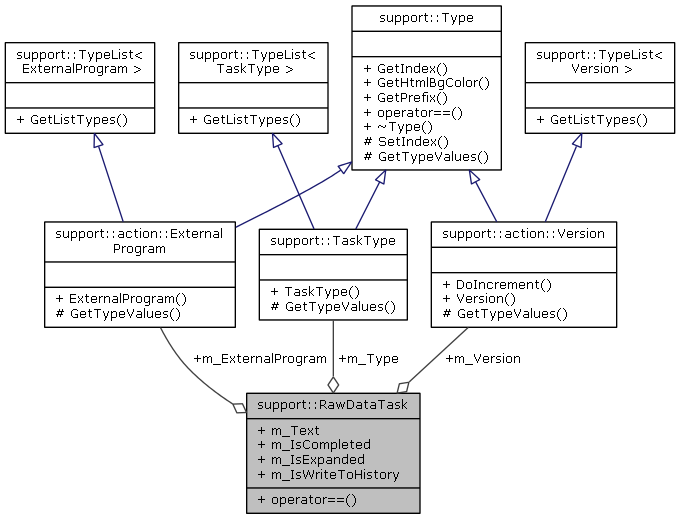 support::Type
+ GetIndex()
+ GetHtmlBgColor()
+ GetPrefix()
+ operator==()
+ ~Type()
# SetIndex()
# GetTypeValues()
support::TypeList<
ExternalProgram >
+ GetListTypes()
support::TypeList<
TaskType >
+ GetListTypes()
support::TypeList<
Version >
+ GetListTypes()
support::action::External
Program
+ ExternalProgram()
# GetTypeValues()
support::TaskType
+ TaskType()
# GetTypeValues()
support::action::Version
+ DoIncrement()
+ Version()
# GetTypeValues()
+m_ExternalProgram
+m_Type
+m_Version
support::RawDataTask
+ m_Text
+ m_IsCompleted
+ m_IsExpanded
+ m_IsWriteToHistory
+ operator==()